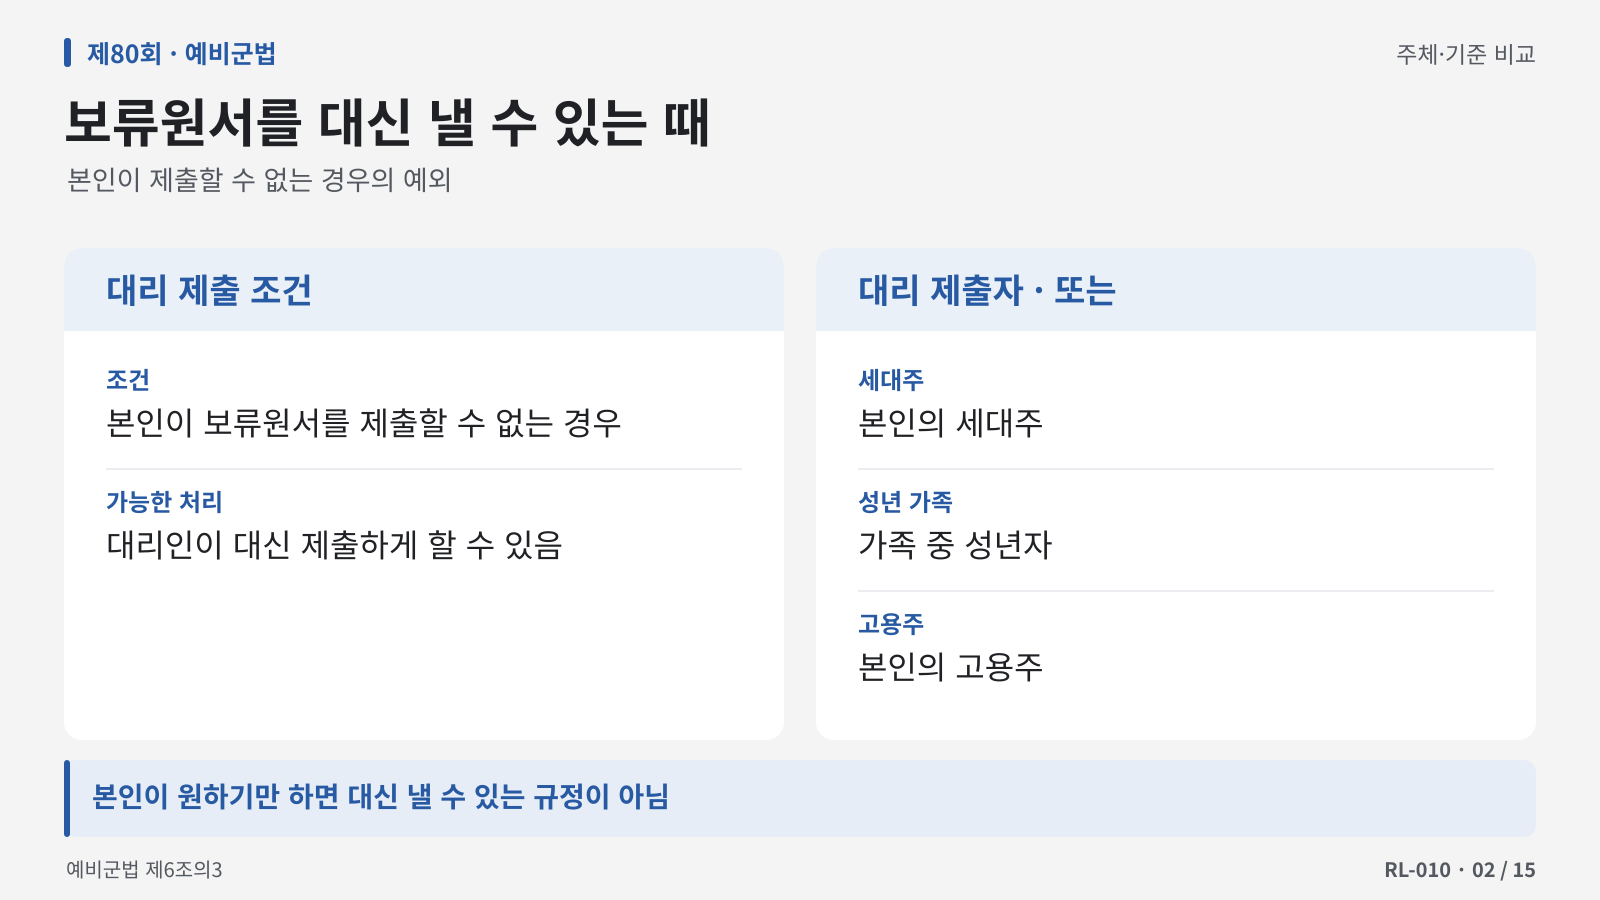 제80회 · 예비군법
주체·기준 비교
보류원서를 대신 낼 수 있는 때
본인이 제출할 수 없는 경우의 예외
대리 제출 조건
조건
본인이 보류원서를 제출할 수 없는 경우
가능한 처리
대리인이 대신 제출하게 할 수 있음
대리 제출자 · 또는
세대주
본인의 세대주
성년 가족
가족 중 성년자
고용주
본인의 고용주
본인이 원하기만 하면 대신 낼 수 있는 규정이 아님
예비군법 제6조의3
RL-010 · 02 / 15